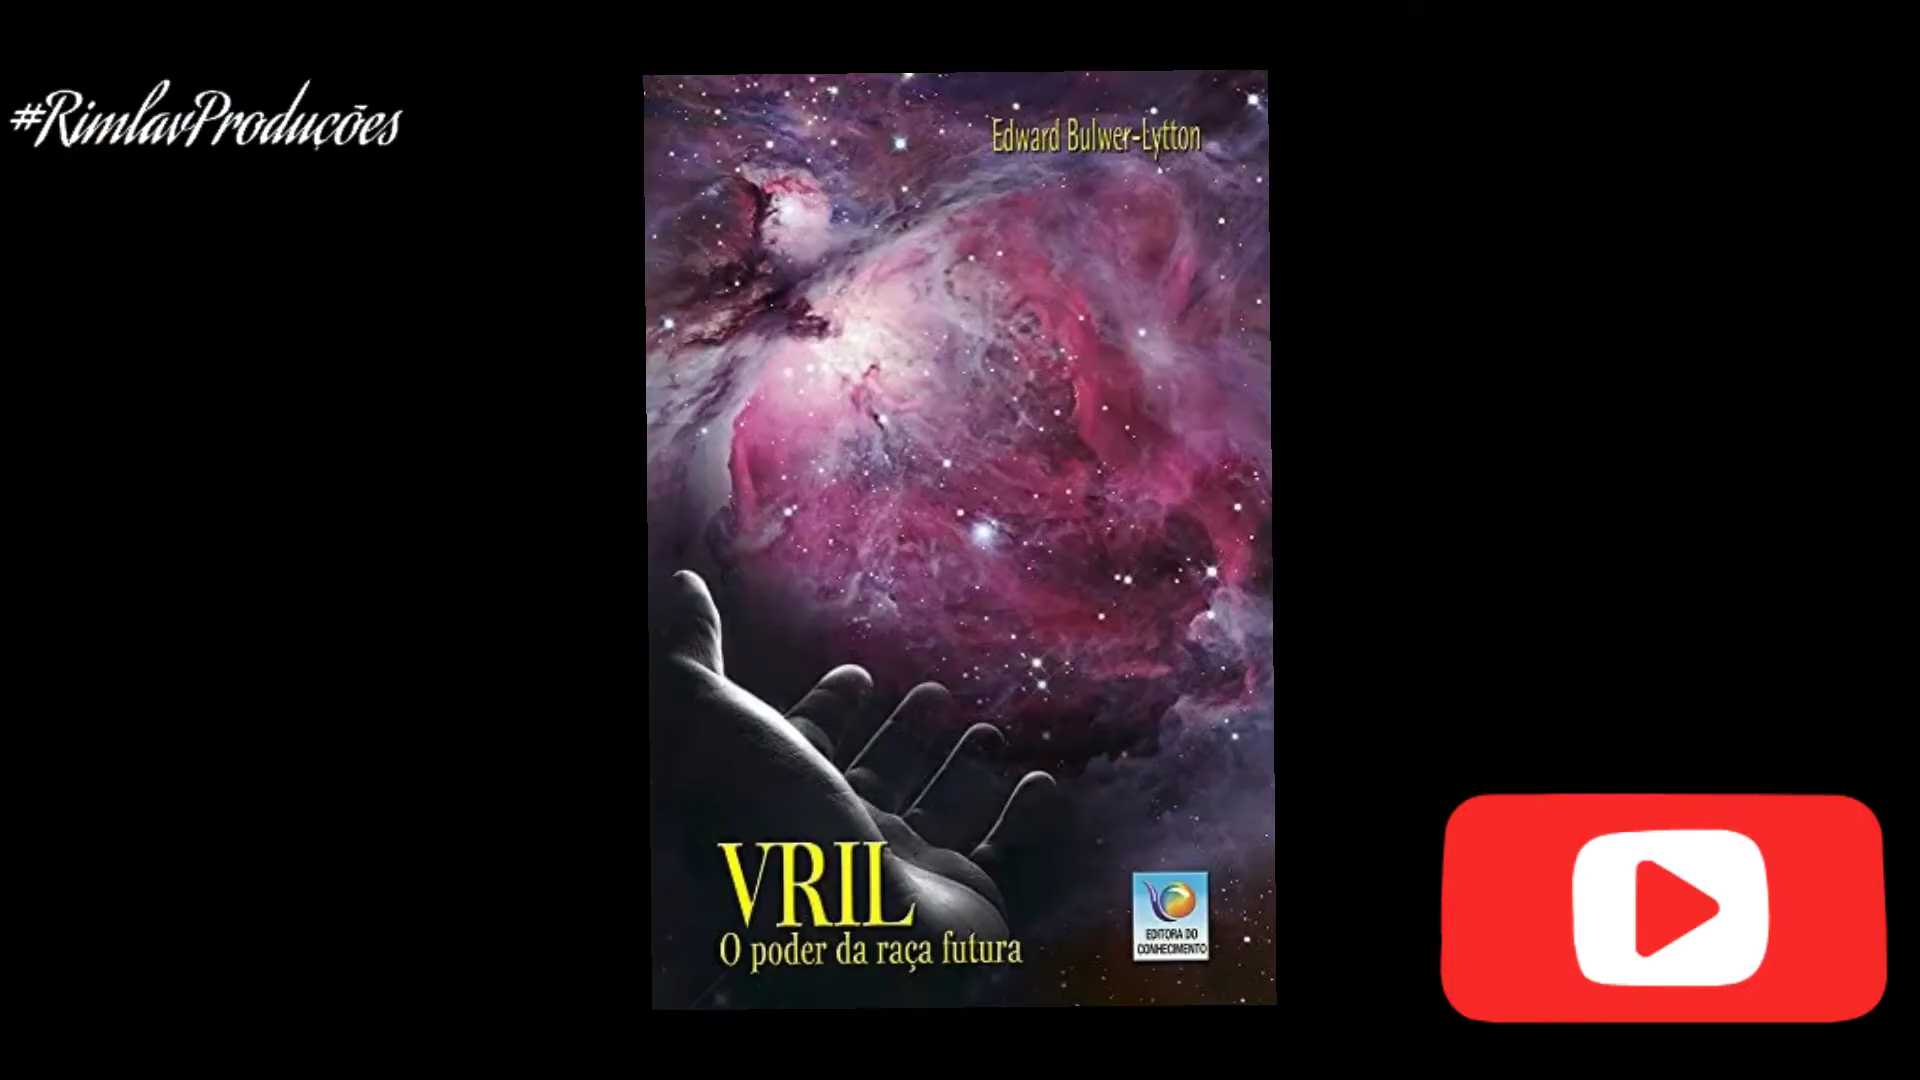 #RimlavProduções
Edward Bulwer-Lytton
VRIL
O poder da raça futura
EDITORA DO
CONHECIMENTO